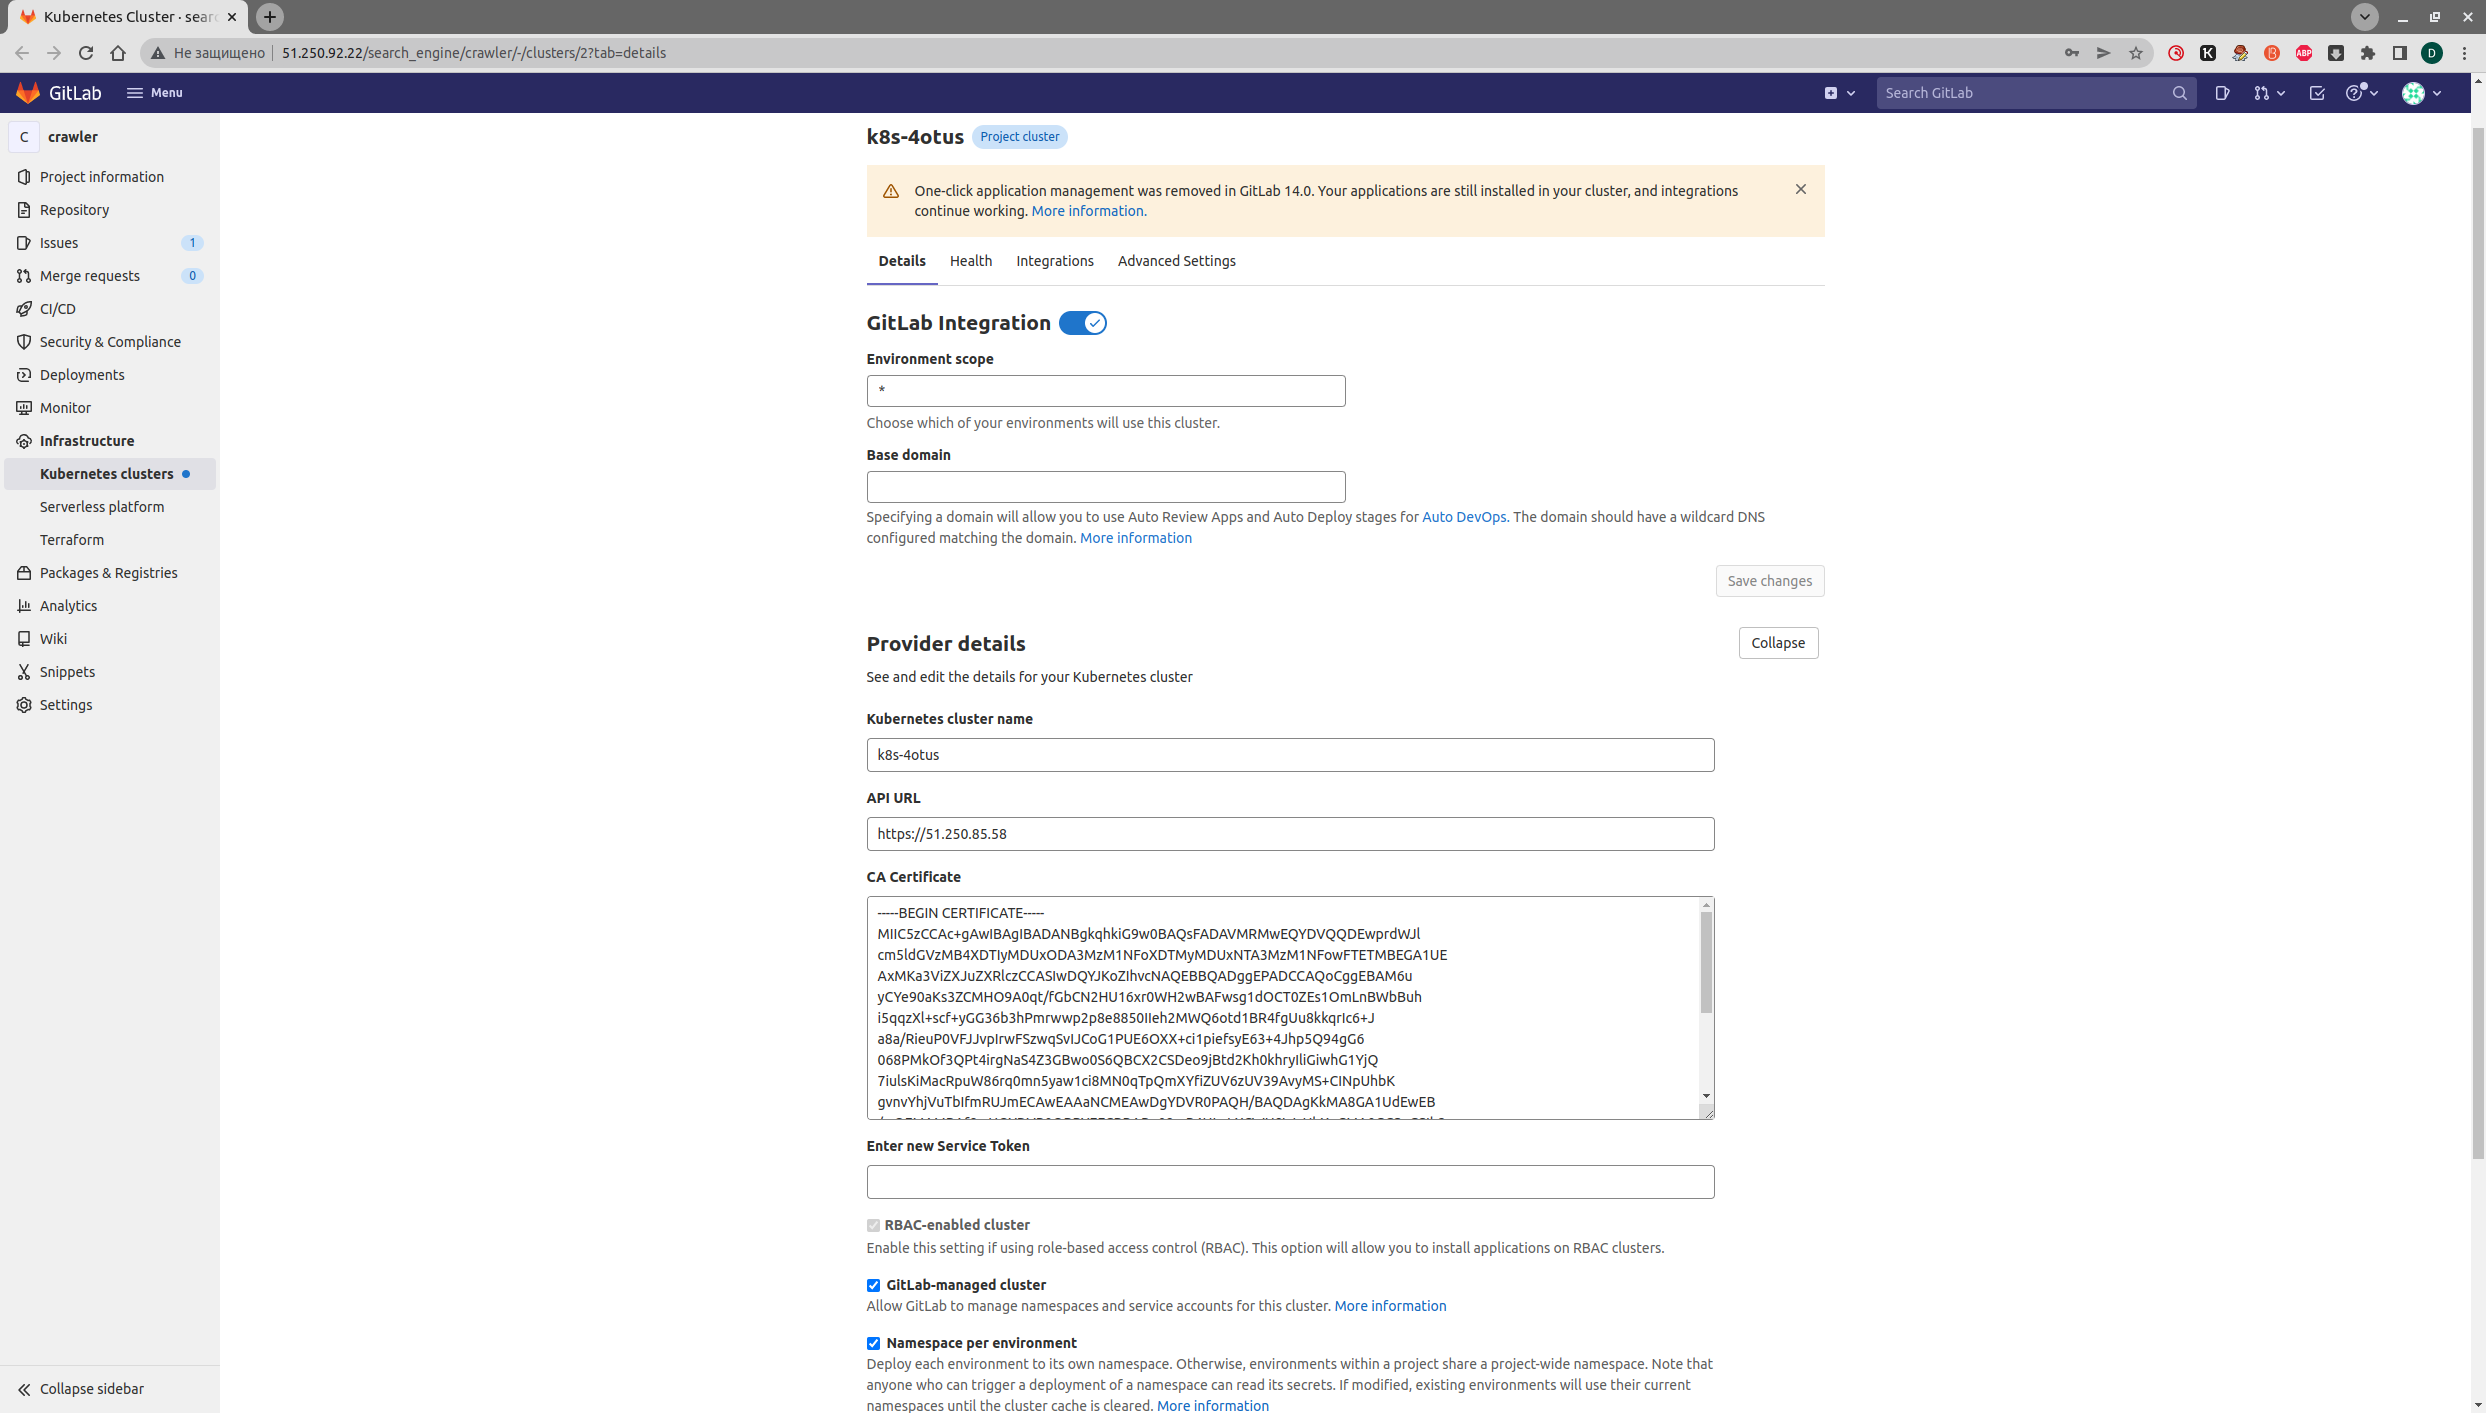 Kubernetes Cluster · sear
Не защищено
51.250.92.22/search_engine/crawler/-/clusters/2?tab=details
K
ABP
D
GitLab
Menu
Search GitLab
C
crawler
Project information
Repository
Issues 1
Merge requests 0
CI/CD
Security & Compliance
Deployments
Monitor
Infrastructure
Kubernetes clusters
Serverless platform
Terraform
Packages & Registries
Analytics
Wiki
Snippets
Settings
Collapse sidebar
k8s-4otus Project cluster
One-click application management was removed in GitLab 14.0. Your applications are still installed in your cluster, and integrations
continue working. More information.
Details Health Integrations Advanced Settings
GitLab Integration
Environment scope
*
Choose which of your environments will use this cluster.
Base domain
Specifying a domain will allow you to use Auto Review Apps and Auto Deploy stages for Auto DevOps. The domain should have a wildcard DNS
configured matching the domain. More information
Save changes
Provider details
Collapse
See and edit the details for your Kubernetes cluster
Kubernetes cluster name
k8s-4otus
API URL
https://51.250.85.58
CA Certificate
-----BEGIN CERTIFICATE-----
MIIC5zCCAc+gAwIBAgIBADANBgkqhkiG9w0BAQsFADAVMRMwEQYDVQQDEwprdWJl
cm5ldGVzMB4XDTIyMDUxODA3MzM1NFoXDTMyMDUxNTA3MzM1NFowFTETMBEGA1UE
AxMKa3ViZXJuZXRlczCCASIwDQYJKoZIhvcNAQEBBQADggEPADCCAQoCggEBAM6u
yCYe90aKs3ZCMHO9A0qt/fGbCN2HU16xr0WH2wBAFwsg1dOCT0ZEs1OmLnBWbBuh
i5qqzXl+scf+yGG36b3hPmrwwp2p8e8850IIeh2MWQ6otd1BR4fgUu8kkqrIc6+J
a8a/RieuP0VFJJvpIrwFSzwqSvIJCoG1PUE6OXX+ci1piefsyE63+4Jhp5Q94gG6
068PMkOf3QPt4irgNaS4Z3GBwo0S6QBCX2CSDeo9jBtd2Kh0khryIliGiwhG1YjQ
7iulsKiMacRpuW86rq0mn5yaw1ci8MN0qTpQmXYfiZUV6zUV39AvyMS+CINpUhbK
gvnvYhjVuTbIfmRUJmECAwEAAaNCMEAwDgYDVR0PAQH/BAQDAgKkMA8GA1UdEwEB
Enter new Service Token
RBAC-enabled cluster
Enable this setting if using role-based access control (RBAC). This option will allow you to install applications on RBAC clusters.
GitLab-managed cluster
Allow GitLab to manage namespaces and service accounts for this cluster. More information
Namespace per environment
Deploy each environment to its own namespace. Otherwise, environments within a project share a project-wide namespace. Note that
anyone who can trigger a deployment of a namespace can read its secrets. If modified, existing environments will use their current
namespaces until the cluster cache is cleared. More information